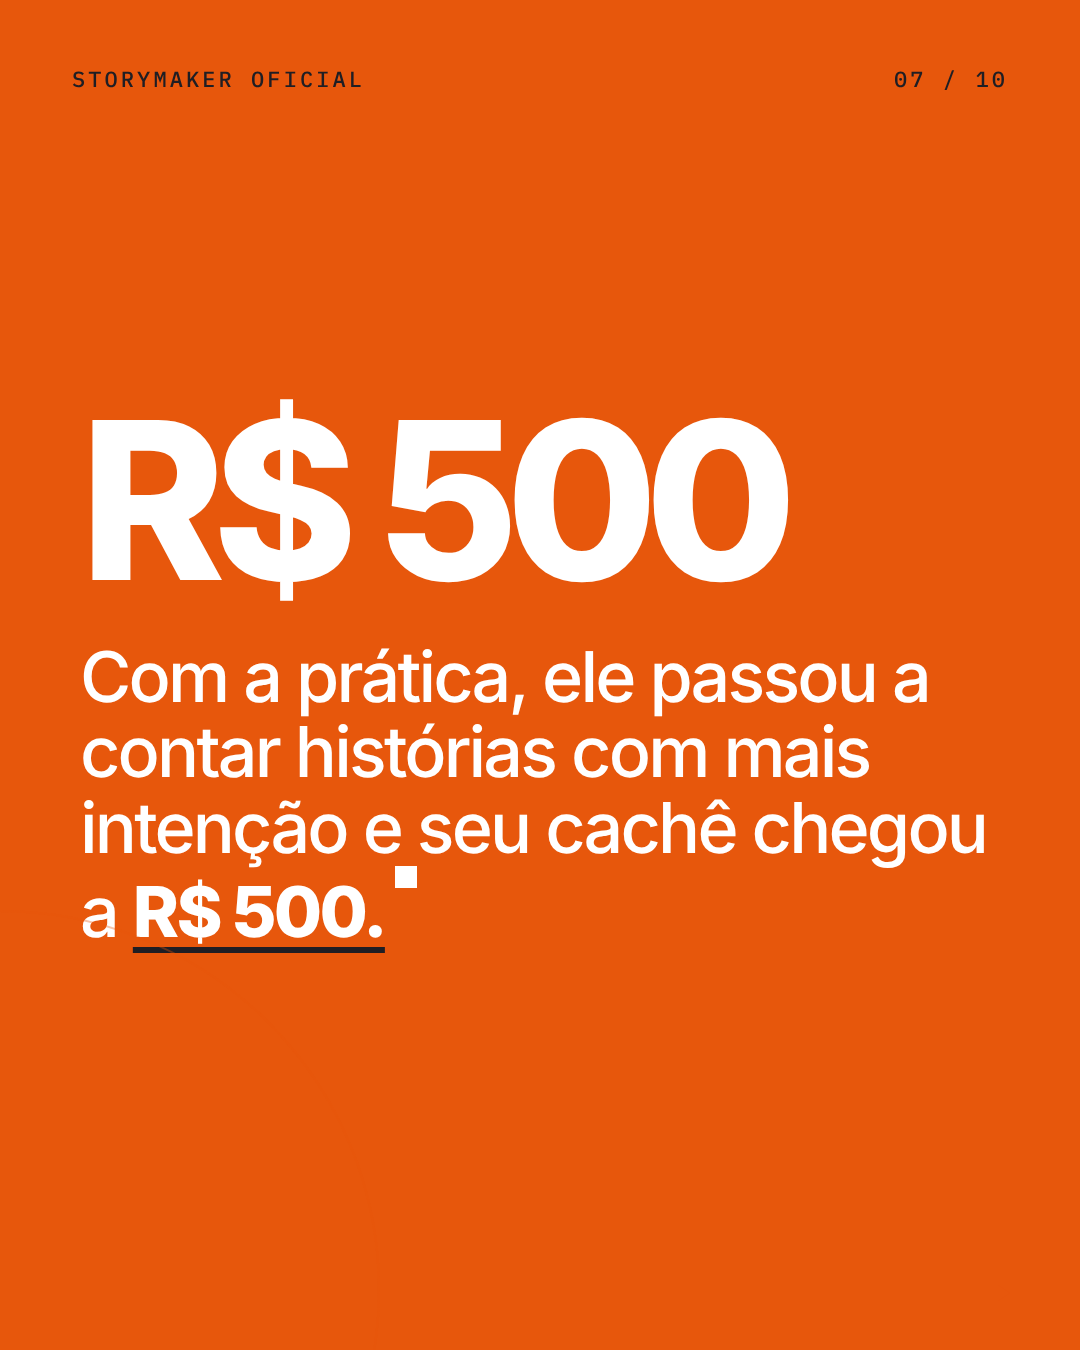 STORYMAKER OFICIAL
07 / 10
R$ 500
Com a prática, ele passou a
contar histórias com mais
intenção e seu cachê chegou
a R$ 500.